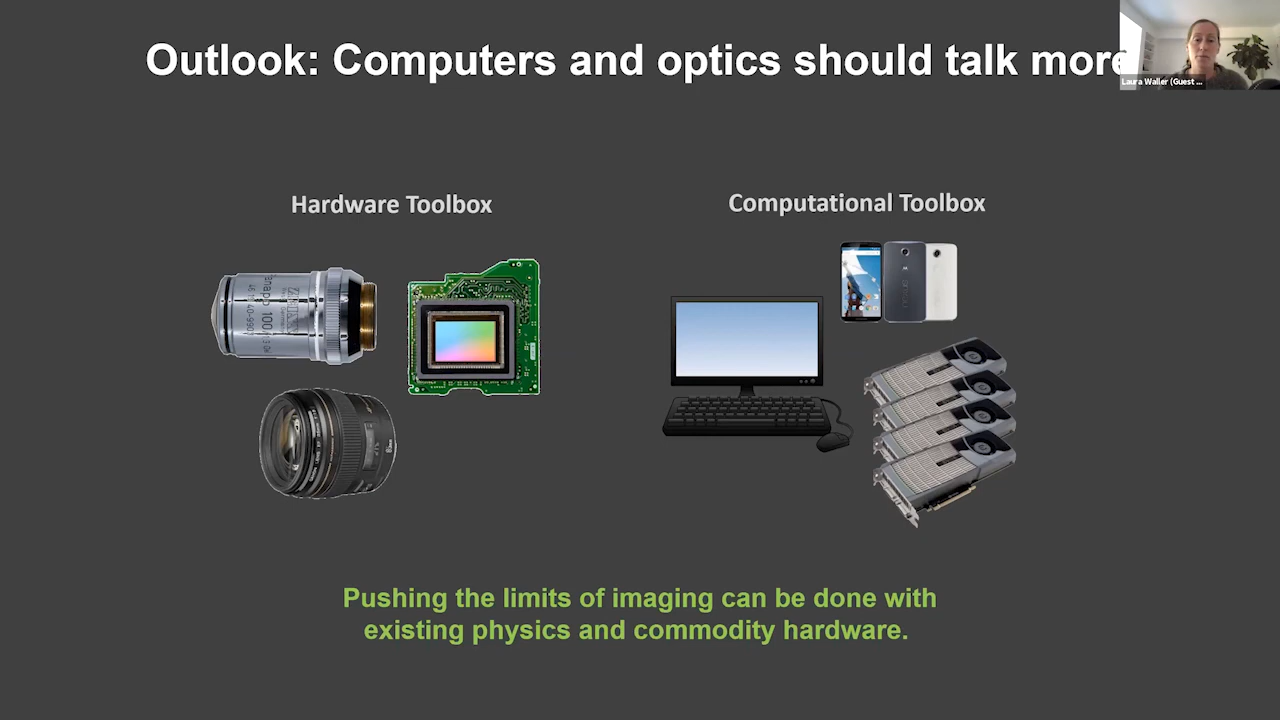 Outlook: Computers and optics should talk more
Laura Waller (Guest ...
Hardware Toolbox
Computational Toolbox
Pushing the limits of imaging can be done with
existing physics and commodity hardware.